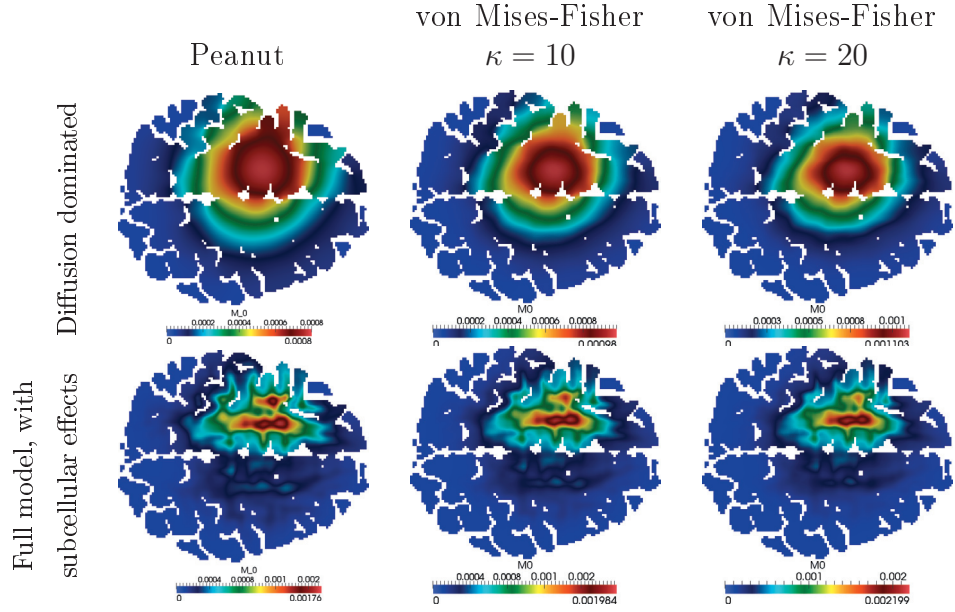 von Mises-Fisher
von Mises-Fisher
Peanut
κ = 10
κ = 20
Diffusion dominated
M_0
0.0002 0.0004 0.0006 0.0008
0
0.0008
M0
0.0002 0.0004 0.0006 0.0008
0
0.00098
M0
0.0003 0.0005 0.0008 0.001
0
0.001103
Full model, with
subcellular effects
M_0
0.0004 0.0008 0.001 0.002
0
0.00176
M0
0.0004 0.0008 0.001 0.002
0
0.001984
M0
0.001 0.002
0
0.002199